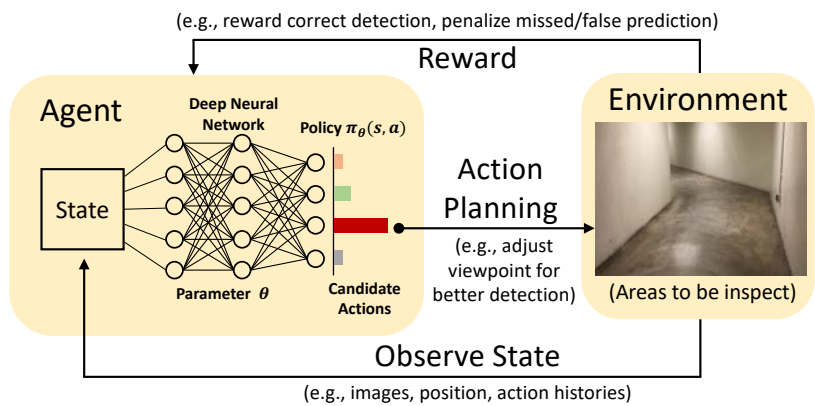 (e.g., reward correct detection, penalize missed/false prediction)
Reward
Agent
Environment
Deep Neural
Network
Policy πθ(s, a)
State
Action
Planning
(e.g., adjust
viewpoint for
better detection)
Parameter θ
Candidate
Actions
(Areas to be inspect)
Observe State
(e.g., images, position, action histories)